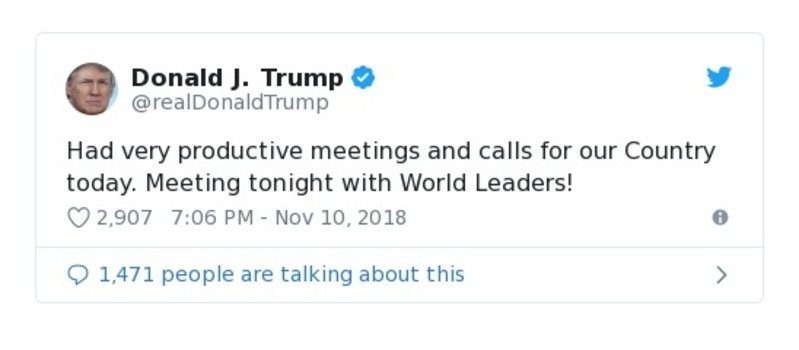 Donald J. Trump
@realDonaldTrump
Had very productive meetings and calls for our Country
today. Meeting tonight with World Leaders!
2,907 7:06 PM - Nov 10, 2018
1,471 people are talking about this